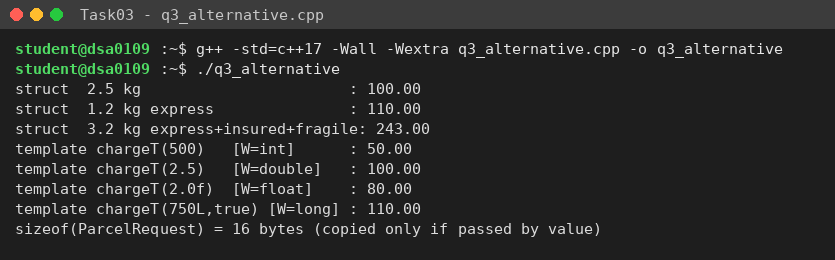 Task03 - q3_alternative.cpp
student@dsa0109 :~$ g++ -std=c++17 -Wall -Wextra q3_alternative.cpp -o q3_alternative
student@dsa0109 :~$ ./q3_alternative
struct  2.5 kg                       : 100.00
struct  1.2 kg express               : 110.00
struct  3.2 kg express+insured+fragile: 243.00
template chargeT(500)   [W=int]      : 50.00
template chargeT(2.5)   [W=double]   : 100.00
template chargeT(2.0f)  [W=float]    : 80.00
template chargeT(750L,true) [W=long] : 110.00
sizeof(ParcelRequest) = 16 bytes (copied only if passed by value)